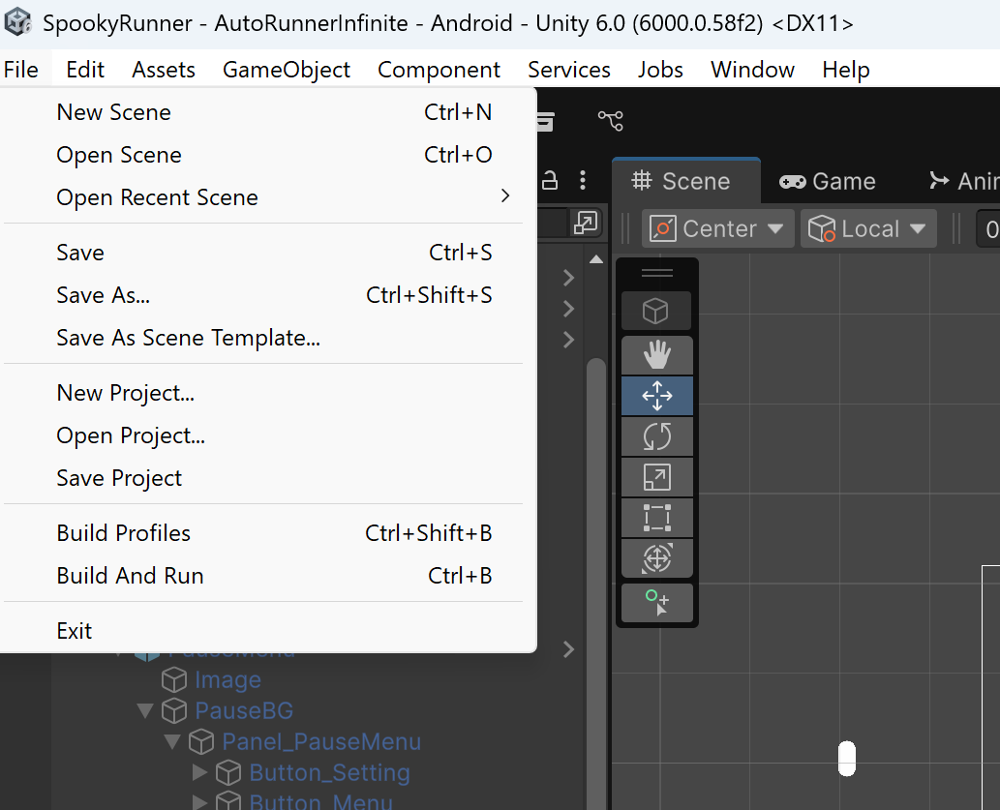 SpookyRunner - AutoRunnerInfinite - Android - Unity 6.0 (6000.0.58f2) <DX11>
File Edit Assets GameObject Component Services Jobs Window Help
New Scene Ctrl+N
Open Scene Ctrl+O
Open Recent Scene
Scene Game
Center Local 0
Save Ctrl+S
Save As... Ctrl+Shift+S
Save As Scene Template...
New Project...
Open Project...
Save Project
Build Profiles Ctrl+Shift+B
Build And Run Ctrl+B
Exit
PauseMenu
Image
PauseBG
Panel_PauseMenu
Button_Setting
Button_Menu